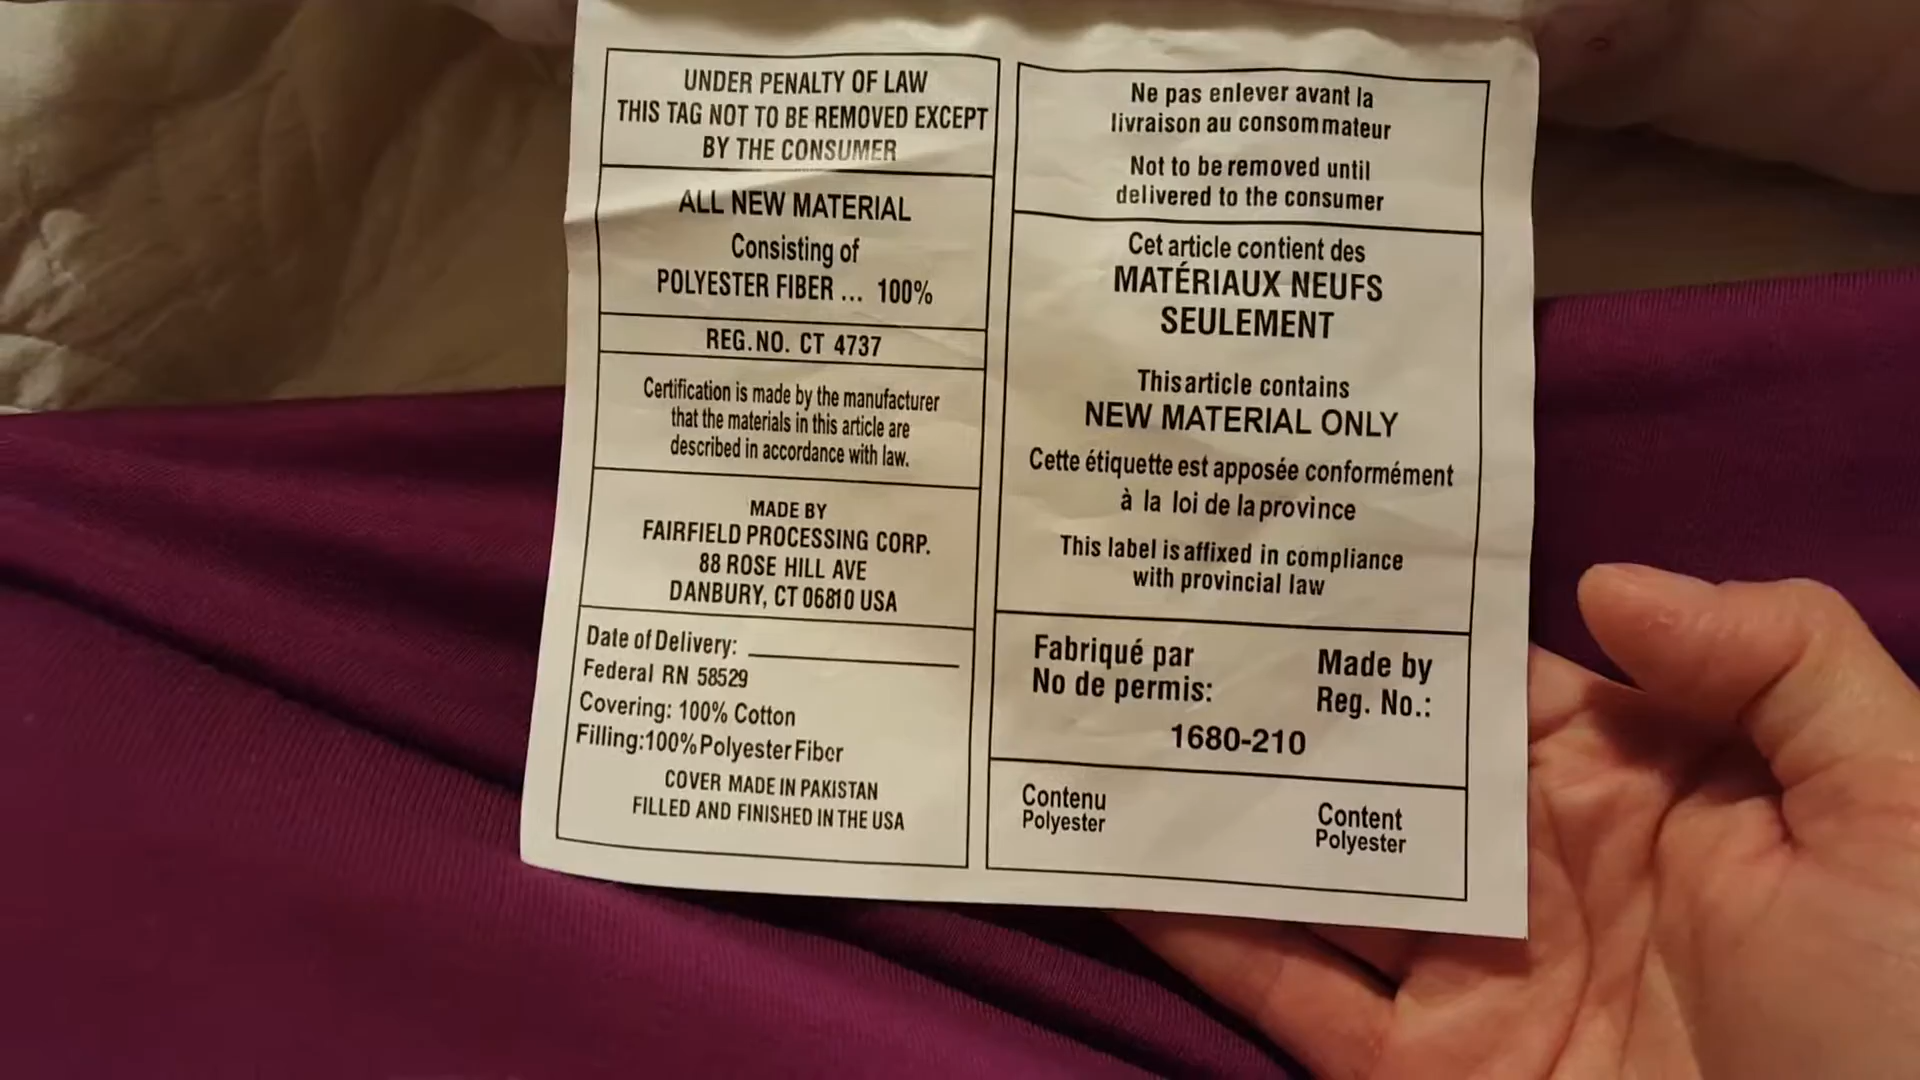 UNDER PENALTY OF LAW
THIS TAG NOT TO BE REMOVED EXCEPT
BY THE CONSUMER
ALL NEW MATERIAL
Consisting of
POLYESTER FIBER ... 100%
REG.NO. CT 4737
Certification is made by the manufacturer
that the materials in this article are
described in accordance with law.
MADE BY
FAIRFIELD PROCESSING CORP.
88 ROSE HILL AVE
DANBURY, CT 06810 USA
Date of Delivery:
Federal RN 58529
Covering: 100% Cotton
Filling:100% Polyester Fiber
COVER MADE IN PAKISTAN
FILLED AND FINISHED IN THE USA
Ne pas enlever avant la
livraison au consommateur
Not to be removed until
delivered to the consumer
Cet article contient des
MATÉRIAUX NEUFS
SEULEMENT
This article contains
NEW MATERIAL ONLY
Cette étiquette est apposée conformément
à la loi de la province
This label is affixed in compliance
with provincial law
Fabriqué par
No de permis:
Made by
Reg. No.:
1680-210
Contenu
Polyester
Content
Polyester